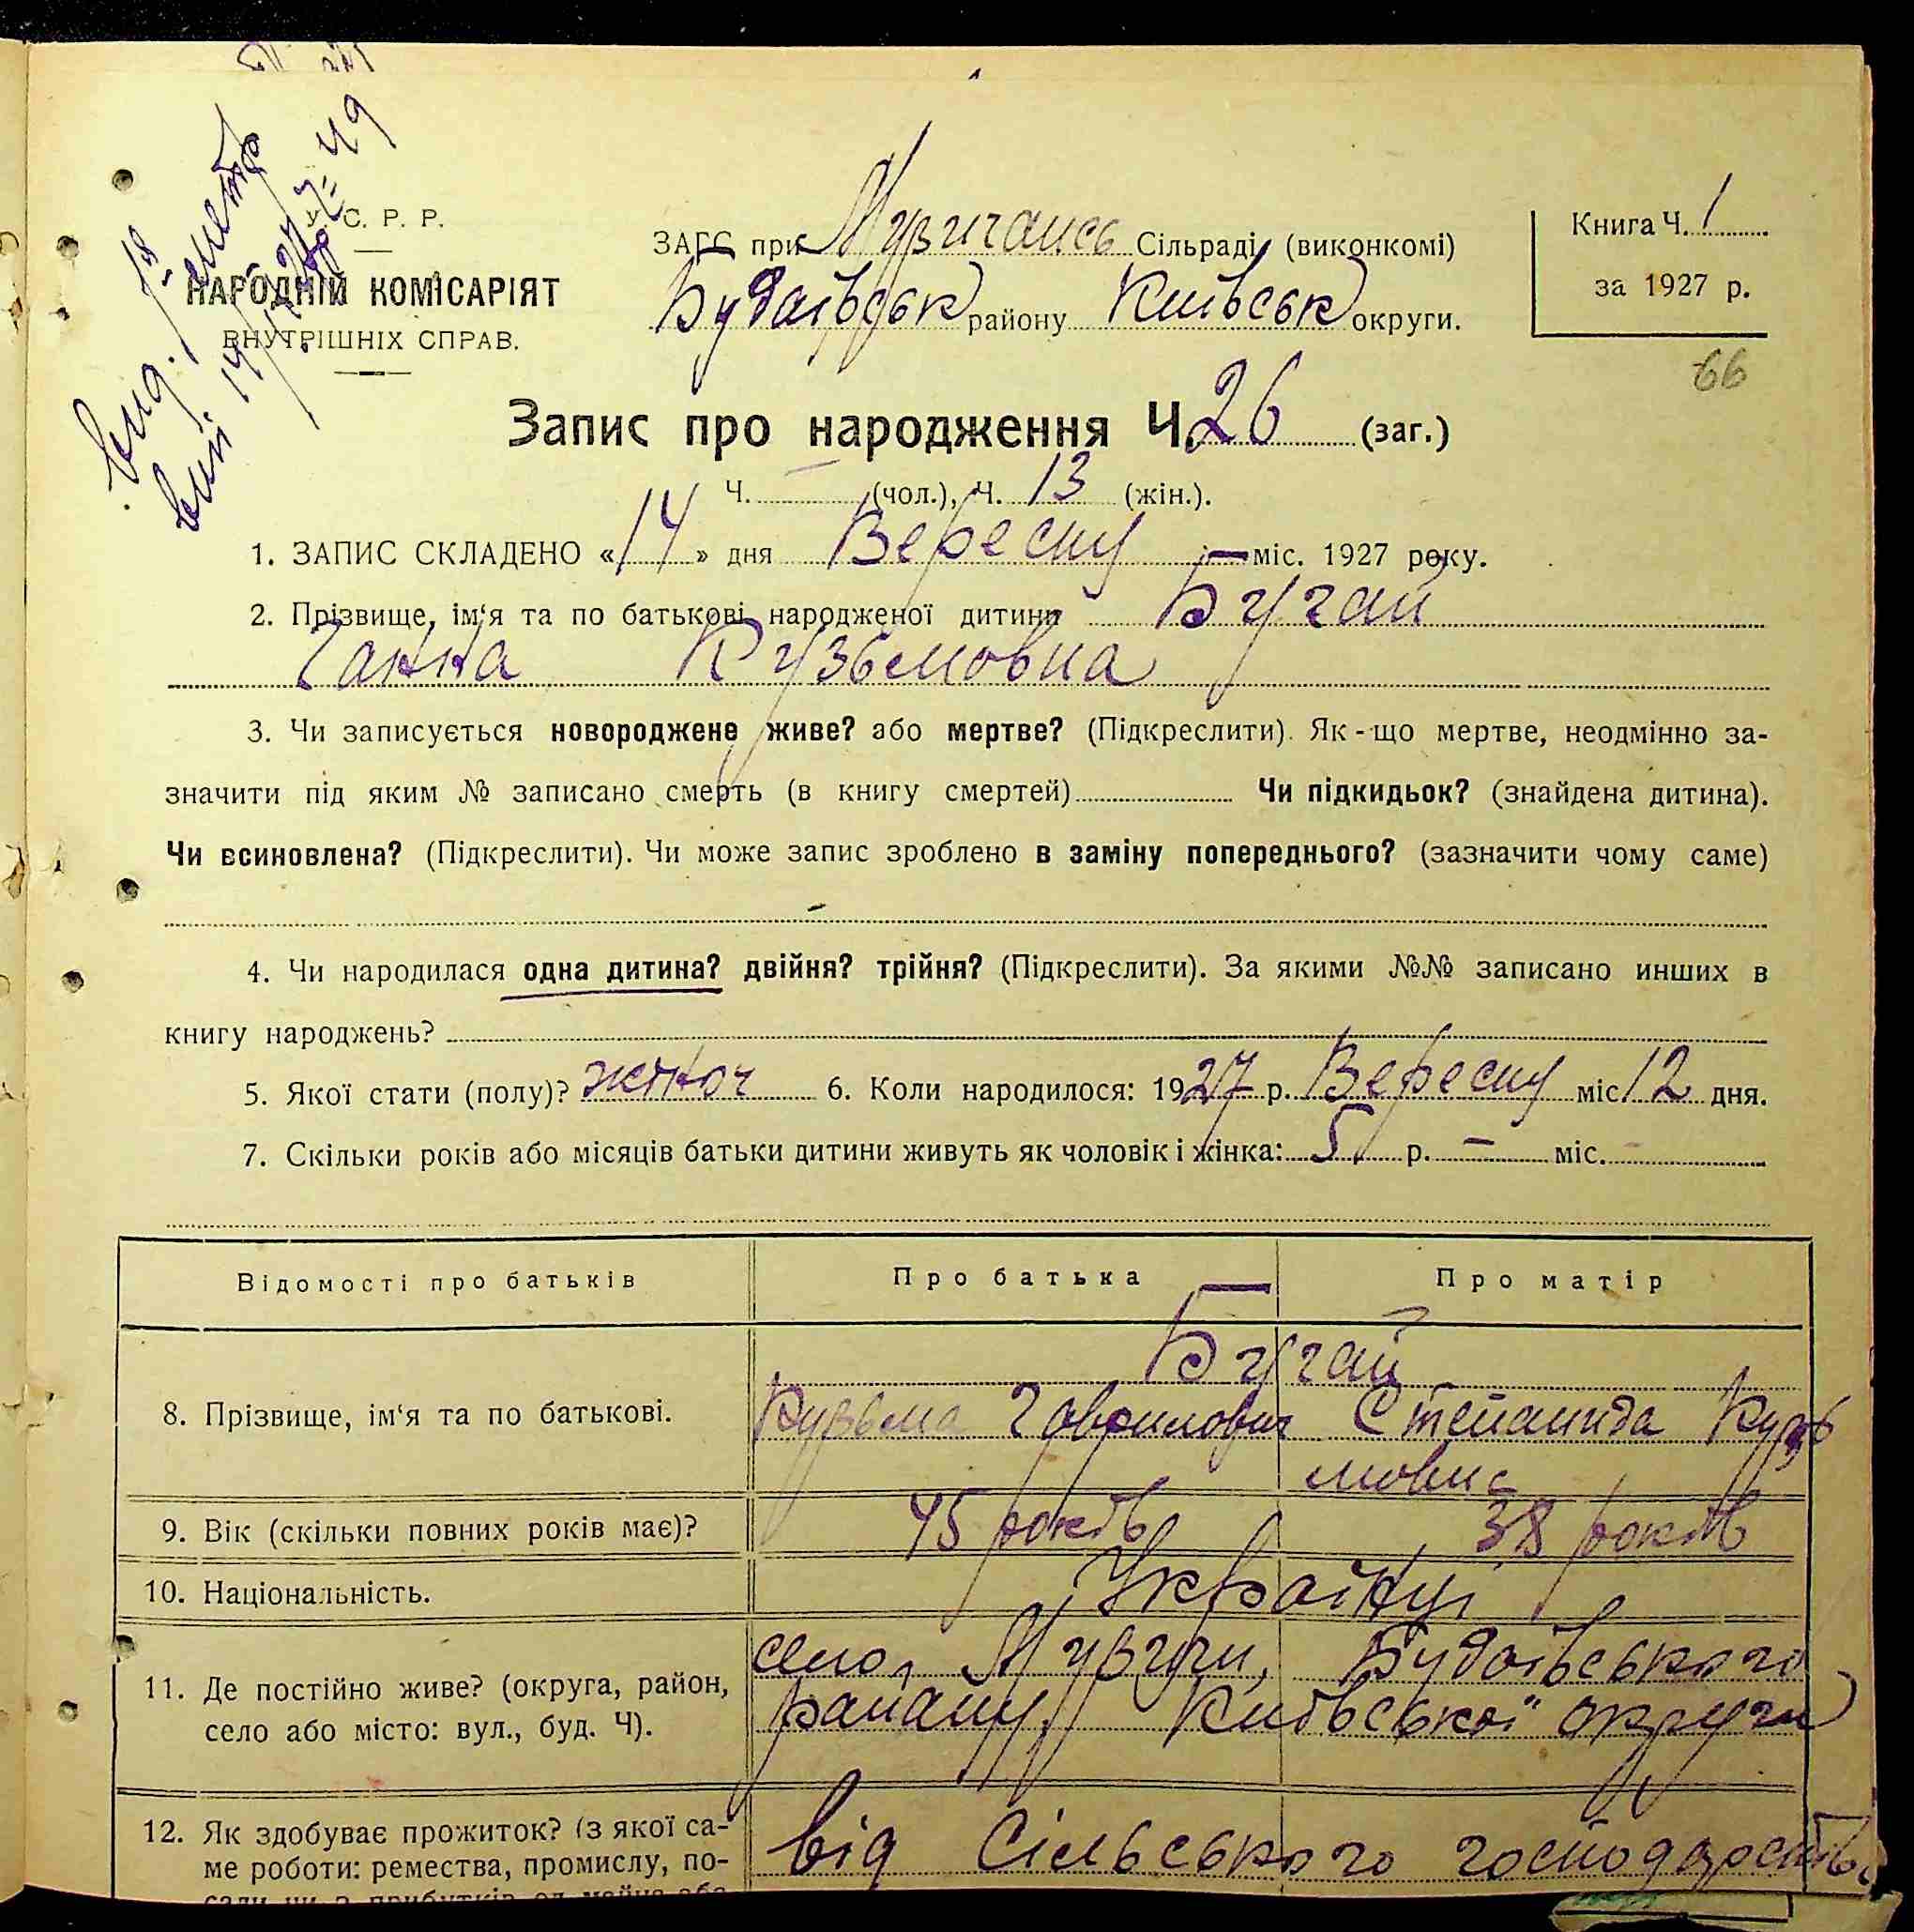 У. С. Р. Р.
НАРОДНІЙ КОМІСАРІЯТ
ВНУТРІШНІХ СПРАВ.
ЗАГС при Музичансь Сільраді (виконкомі)
Будаївськ району Київськ округи.
Книга Ч. 1
за 1927 р.
66
Запис про народження Ч. 26 (заг.)
Ч. — (чол.), Ч. 13 (жін.).
1. ЗАПИС СКЛАДЕНО «14» дня Вересну — міс. 1927 року.
2. Прізвище, ім'я та по батькові народженої дитини Бугай
Ганна Кузьмовна
3. Чи записується новороджене живе? або мертве? (Підкреслити). Як-що мертве, неодмінно за-
значити під яким № записано смерть (в книгу смертей) Чи підкидьок? (знайдена дитина).
Чи всиновлена? (Підкреслити). Чи може запис зроблено в заміну попереднього? (зазначити чому саме)
–
4. Чи народилася одна дитина? двійня? трійня? (Підкреслити). За якими №№ записано инших в
книгу народжень?
5. Якої стати (полу)? жіноч 6. Коли народилося: 1927 р. Вересну міс 12 дня.
7. Скільки років або місяців батьки дитини живуть як чоловік і жінка: 5 р. — міс. –
Відомості про батьків Про батька Про матір
Бугай
8. Прізвище, ім'я та по батькові. Кузьма Гаврилович Степанида Кузь
мовна
9. Вік (скільки повних років має)? 45 років 38 років
10. Національність. Українці
11. Де постійно живе? (округа, район, село Музичи, Будаївського
село або місто: вул., буд. Ч). району Київської округи
12. Як здобуває прожиток? (з якої са- від Сільського господарства
ме роботи: ремества, промислу, по-